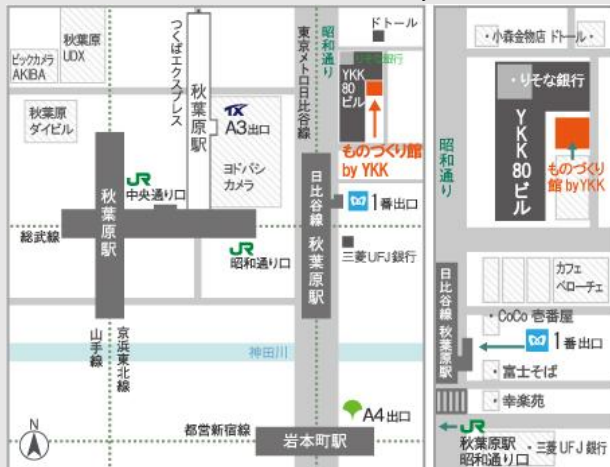 秋葉原
UDX
ビックカメラ
AKIBA
つくばエクスプレス
秋葉原駅
東京メトロ日比谷線
昭和通り
ドトール
りそな銀行
YKK
80
ビル
秋葉原
ダイビル
TX
A3出口
ヨドバシ
カメラ
ものづくり館
by YKK
JR
中央通り口
秋葉原駅
日比谷線 秋葉原駅
1番出口
総武線
JR
昭和通り口
三菱UFJ銀行
山手線
京浜東北線
神田川
A4出口
都営新宿線
岩本町駅
N
・小森金物店 ドトール・
・りそな銀行
YKK80ビル
昭和通り
ものづくり
館 by YKK
カフェ
ベローチェ
日比谷線 秋葉原駅
・CoCo 壱番屋
1番出口
・富士そば
・幸楽苑
JR
秋葉原駅
昭和通り口
・三菱UFJ銀行